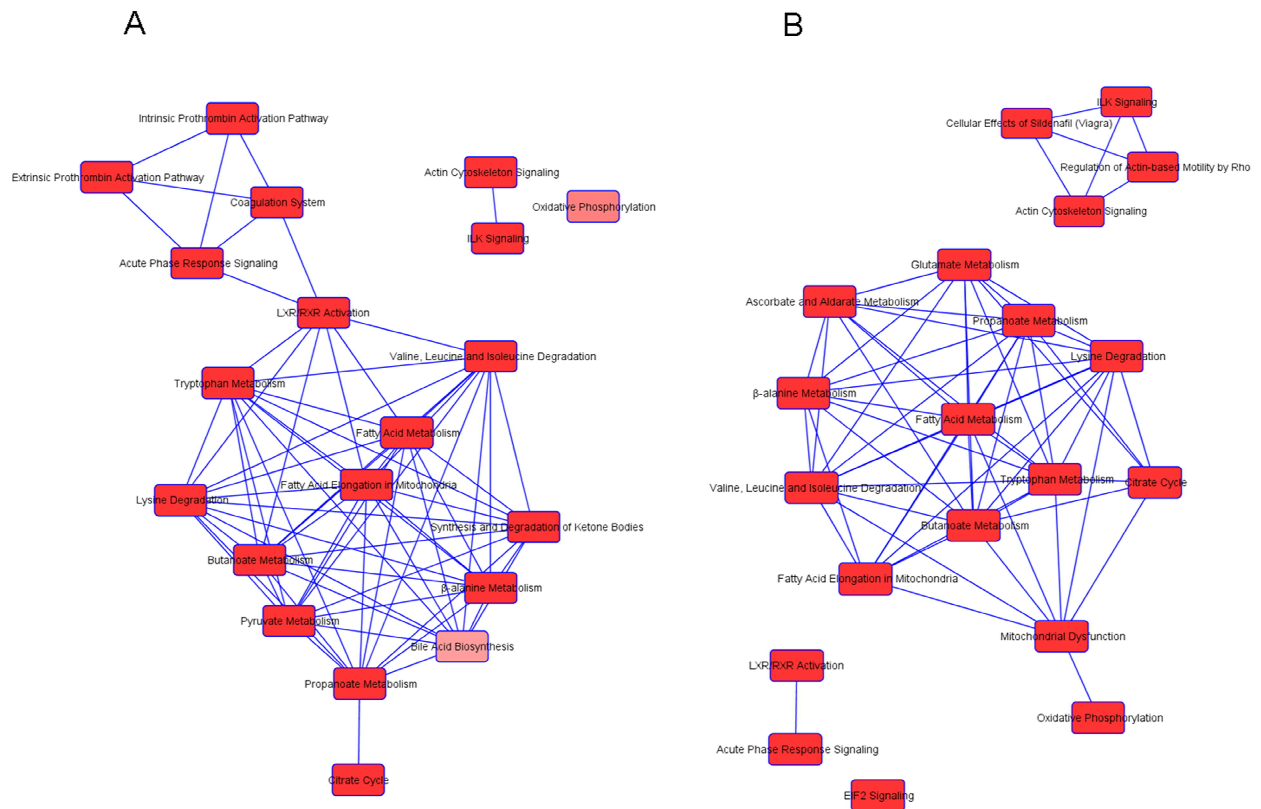 A
Intrinsic Prothrombin Activation Pathway
Extrinsic Prothrombin Activation Pathway
Coagulation System
Acute Phase Response Signaling
Actin Cytoskeleton Signaling
Oxidative Phosphorylation
ILK Signaling
LXR/RXR Activation
Valine, Leucine and Isoleucine Degradation
Tryptophan Metabolism
Fatty Acid Metabolism
Fatty Acid Elongation in Mitochondria
Lysine Degradation
Synthesis and Degradation of Ketone Bodies
Butanoate Metabolism
β-alanine Metabolism
Pyruvate Metabolism
Bile Acid Biosynthesis
Propanoate Metabolism
Citrate Cycle
B
ILK Signaling
Cellular Effects of Sildenafil (Viagra)
Regulation of Actin-based Motility by Rho
Actin Cytoskeleton Signaling
Glutamate Metabolism
Ascorbate and Aldarate Metabolism
Propanoate Metabolism
Lysine Degradation
β-alanine Metabolism
Fatty Acid Metabolism
Tryptophan Metabolism
Citrate Cycle
Valine, Leucine and Isoleucine Degradation
Butanoate Metabolism
Fatty Acid Elongation in Mitochondria
Mitochondrial Dysfunction
LXR/RXR Activation
Oxidative Phosphorylation
Acute Phase Response Signaling
EIF2 Signaling